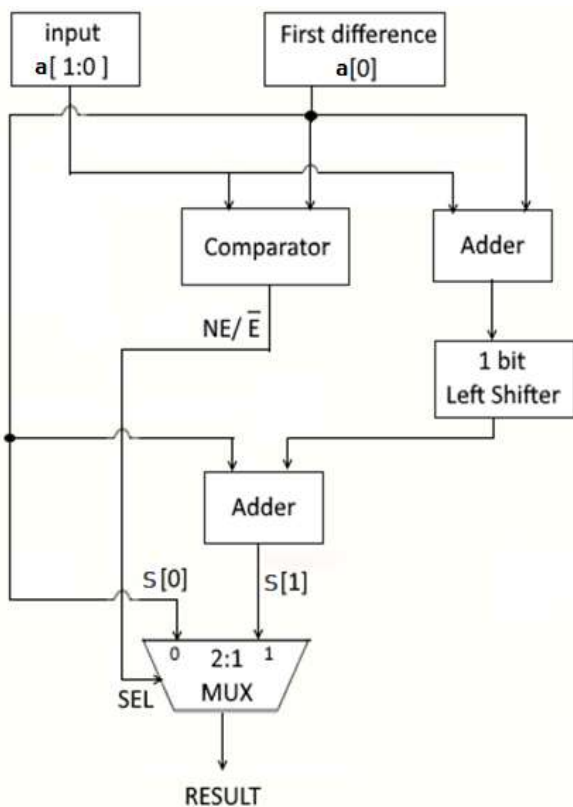 input
a[ 1:0 ]
First difference
a[0]
Comparator
Adder
NE/ E̅
1 bit
Left Shifter
Adder
S[0]
S[1]
0
2:1
1
MUX
SEL
RESULT